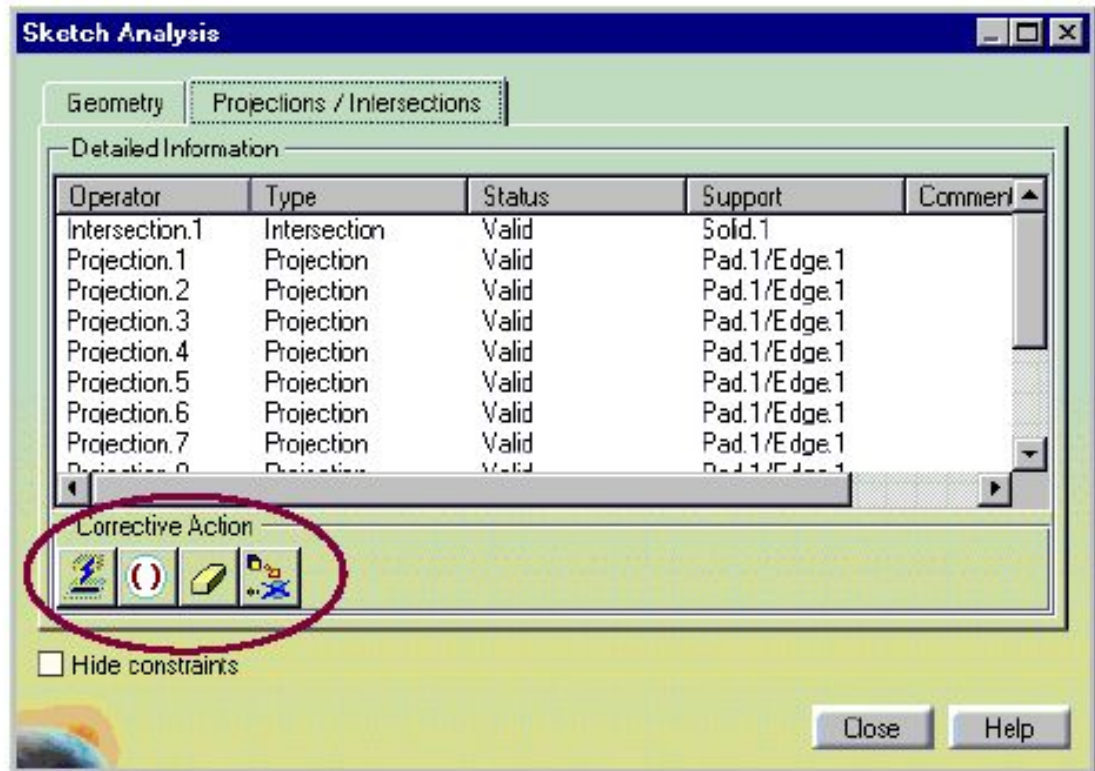 Sketch Analysis
Geometry Projections / Intersections
Detailed Information
Operator Type Status Support Comment
Intersection.1 Intersection Valid Solid.1
Projection.1 Projection Valid Pad.1/Edge.1
Projection.2 Projection Valid Pad.1/Edge.1
Projection.3 Projection Valid Pad.1/Edge.1
Projection.4 Projection Valid Pad.1/Edge.1
Projection.5 Projection Valid Pad.1/Edge.1
Projection.6 Projection Valid Pad.1/Edge.1
Projection.7 Projection Valid Pad.1/Edge.1
Corrective Action
Hide constraints
Close Help